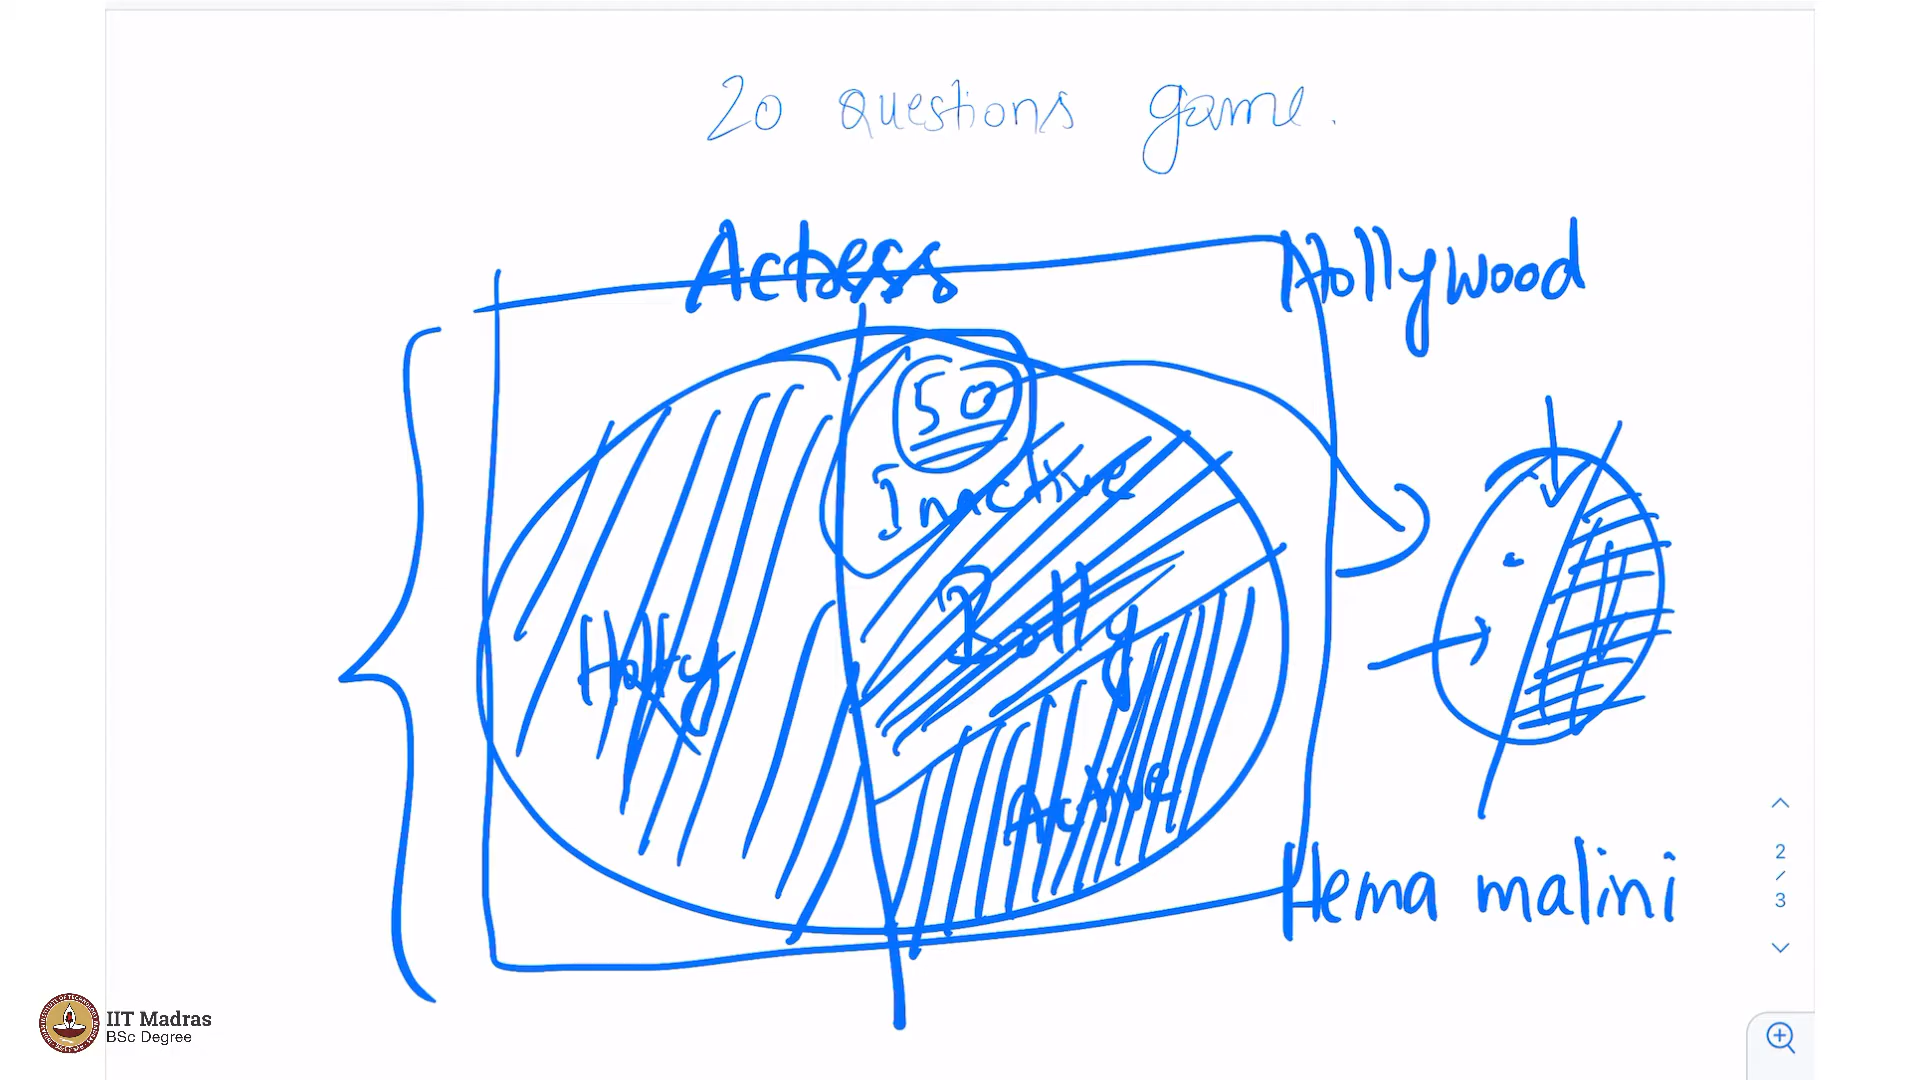 20 questions game.
Actress
Hollywood
50
Inactive
Bolly
Holly
Active
Hema malini
2
/
3
IIT Madras
BSc Degree